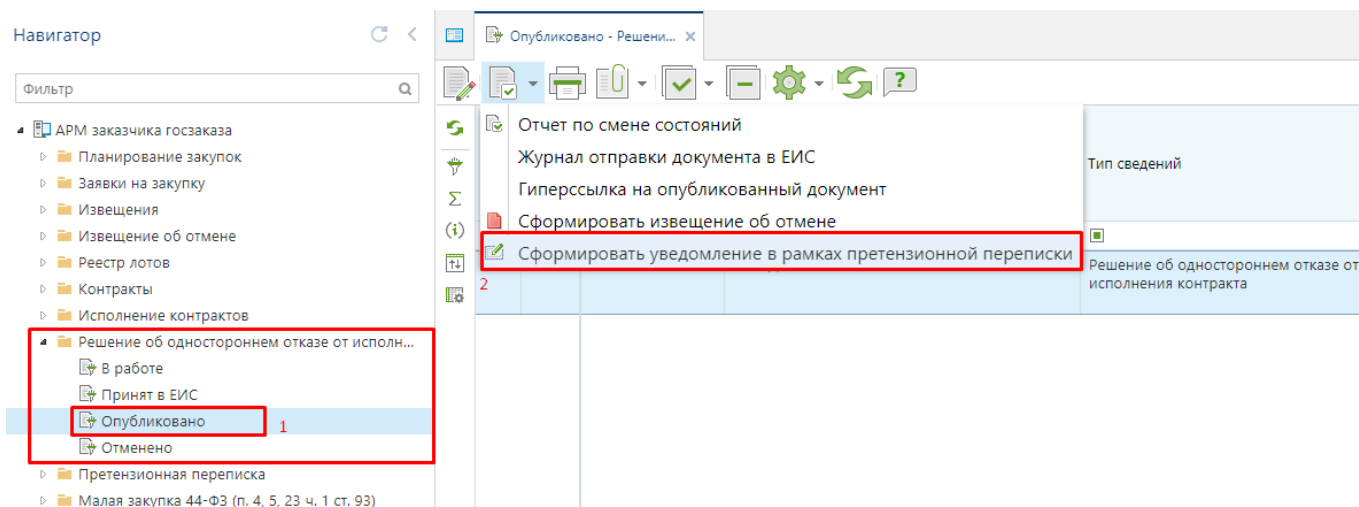 Навигатор
Опубликовано - Решени...
Фильтр
АРМ заказчика госзаказа
Планирование закупок
Заявки на закупку
Извещения
Извещение об отмене
Реестр лотов
Контракты
Исполнение контрактов
Решение об одностороннем отказе от исполн...
В работе
Принят в ЕИС
Опубликовано
1
Отменено
Претензионная переписка
Малая закупка 44-ФЗ (п. 4, 5, 23 ч. 1 ст. 93)
Отчет по смене состояний
Журнал отправки документа в ЕИС
Гиперссылка на опубликованный документ
Сформировать извещение об отмене
Сформировать уведомление в рамках претензионной переписки
2
Тип сведений
Решение об одностороннем отказе от
исполнения контракта